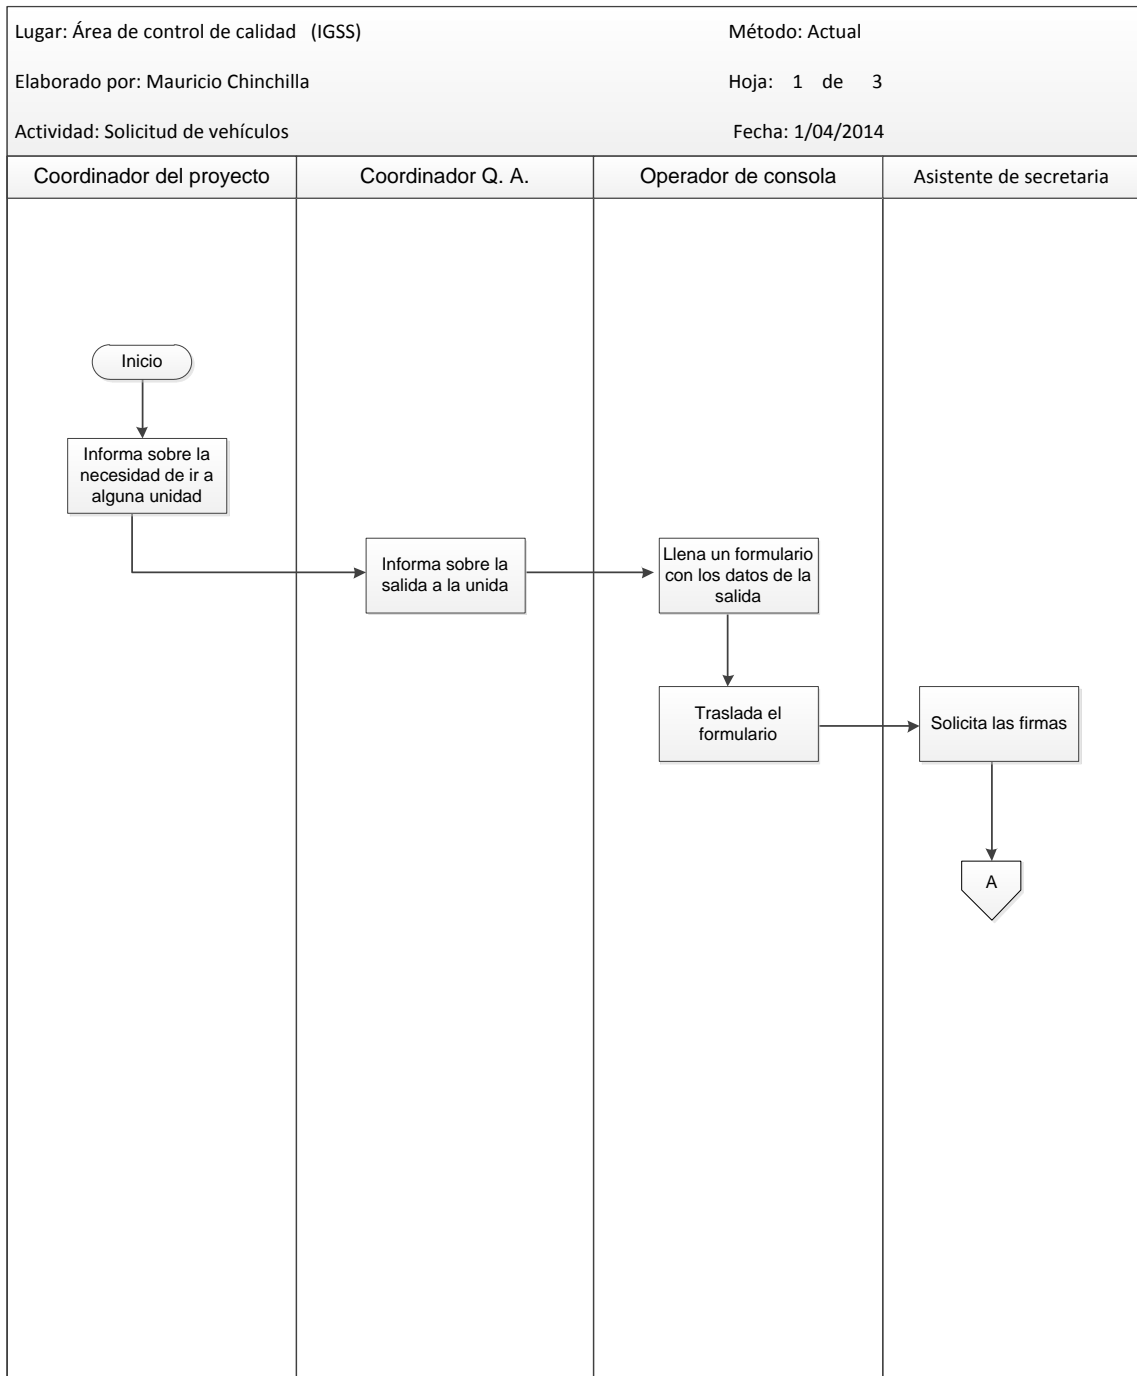 Lugar: Área de control de calidad (IGSS) Método: Actual
Elaborado por: Mauricio Chinchilla Hoja: 1 de 3
Actividad: Solicitud de vehículos Fecha: 1/04/2014
Coordinador del proyecto Coordinador Q. A. Operador de consola Asistente de secretaria
Inicio
Informa sobre la
necesidad de ir a
alguna unidad
Informa sobre la
salida a la unida
Llena un formulario
con los datos de la
salida
Traslada el
formulario
Solicita las firmas
A